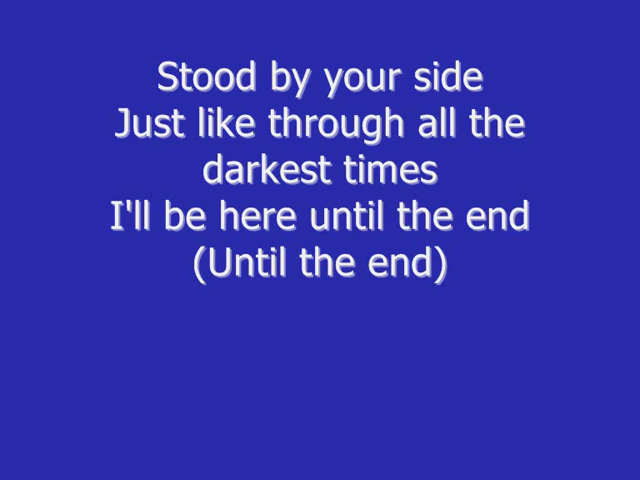 Stood by your side
Just like through all the
darkest times
I'll be here until the end
(Until the end)